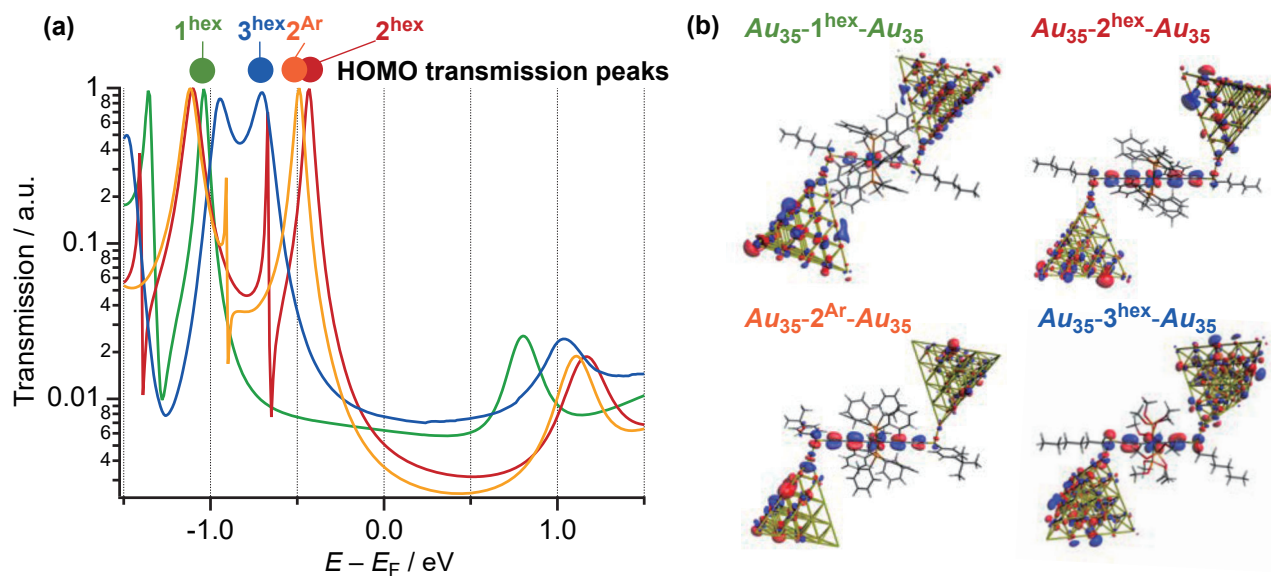 (a)
1hex 3hex 2Ar 2hex
HOMO transmission peaks
Transmission / a.u.
1
8
6
4
2
0.1
8
6
4
2
0.01
8
6
4
-1.0 0.0 1.0
E – EF / eV
(b)
Au35-1hex-Au35 Au35-2hex-Au35
Au35-2Ar-Au35 Au35-3hex-Au35